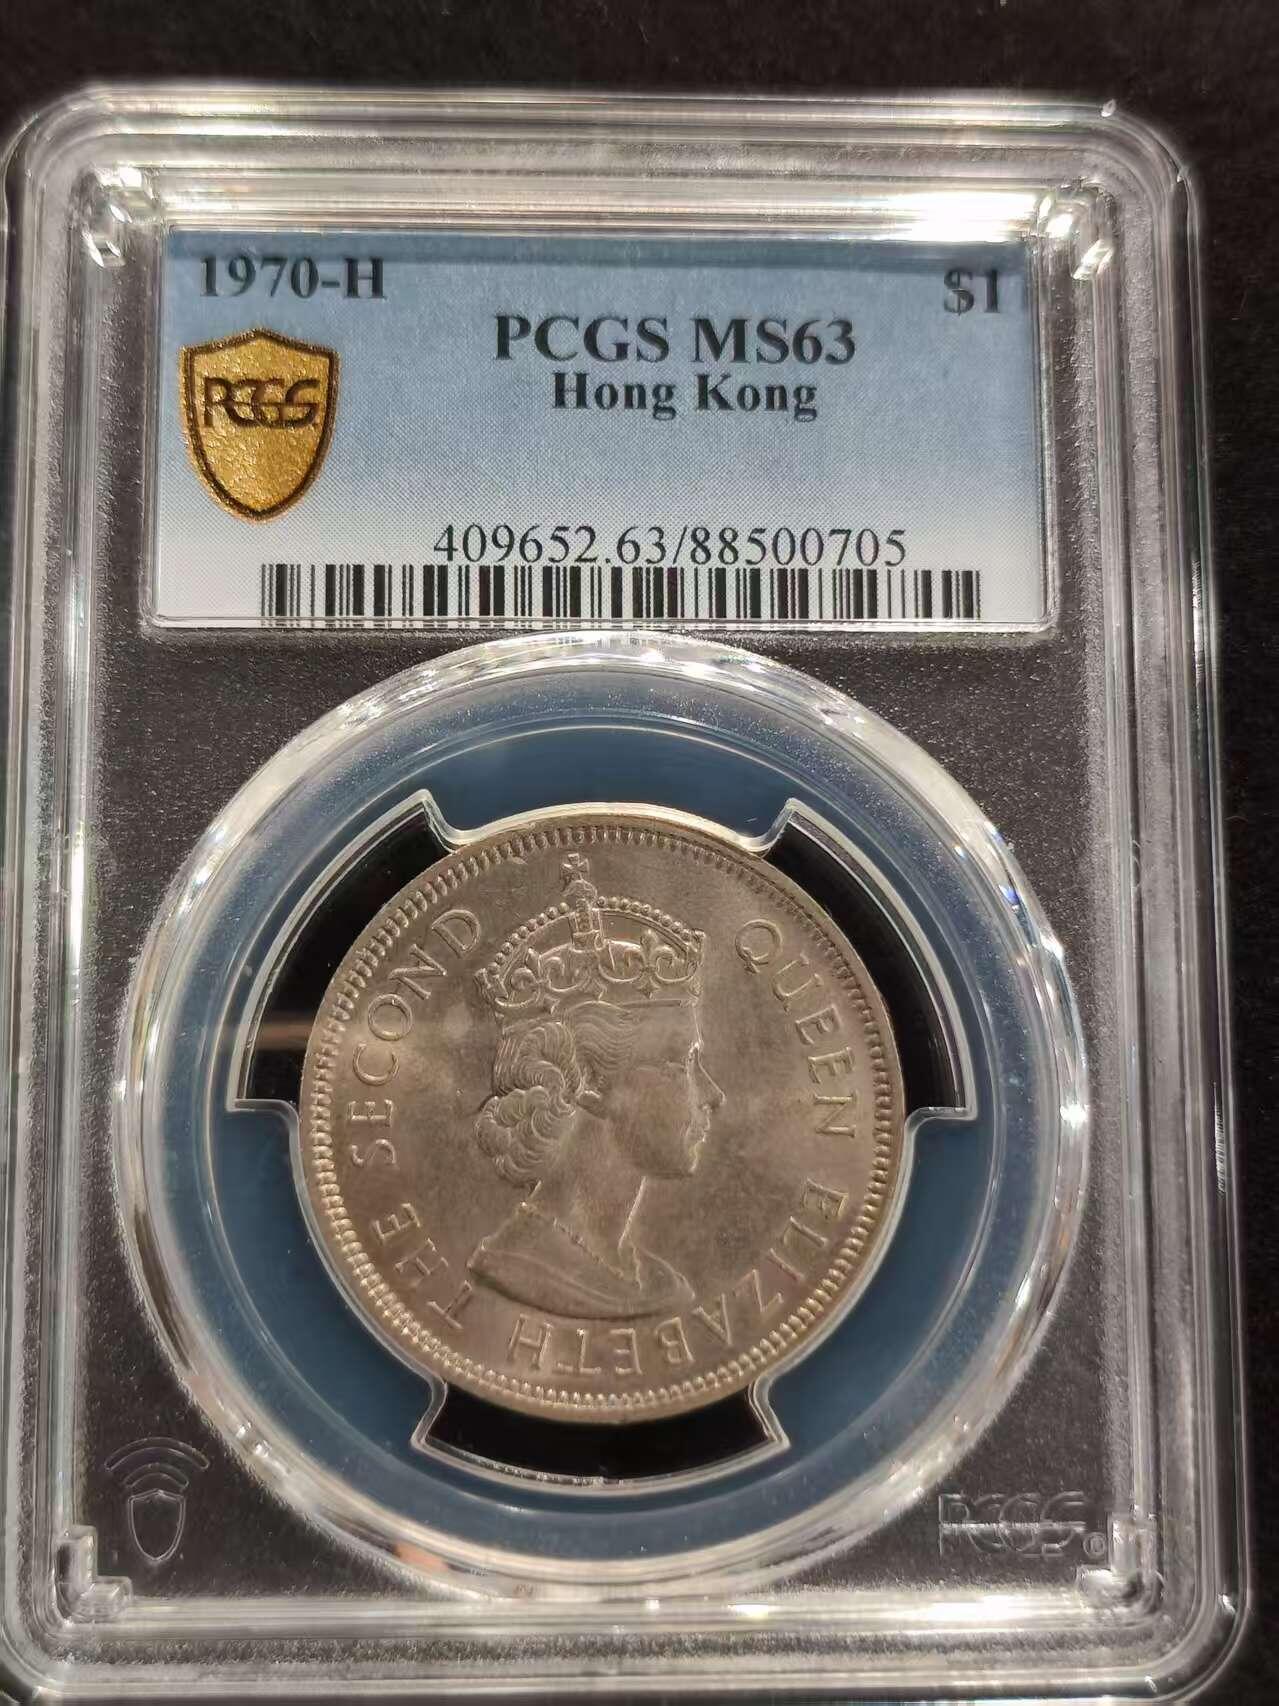 1970-H
$1
PCGS MS63
Hong Kong
PCGS
409652.63/88500705
QUEEN ELIZABETH THE SECOND
PCGS®